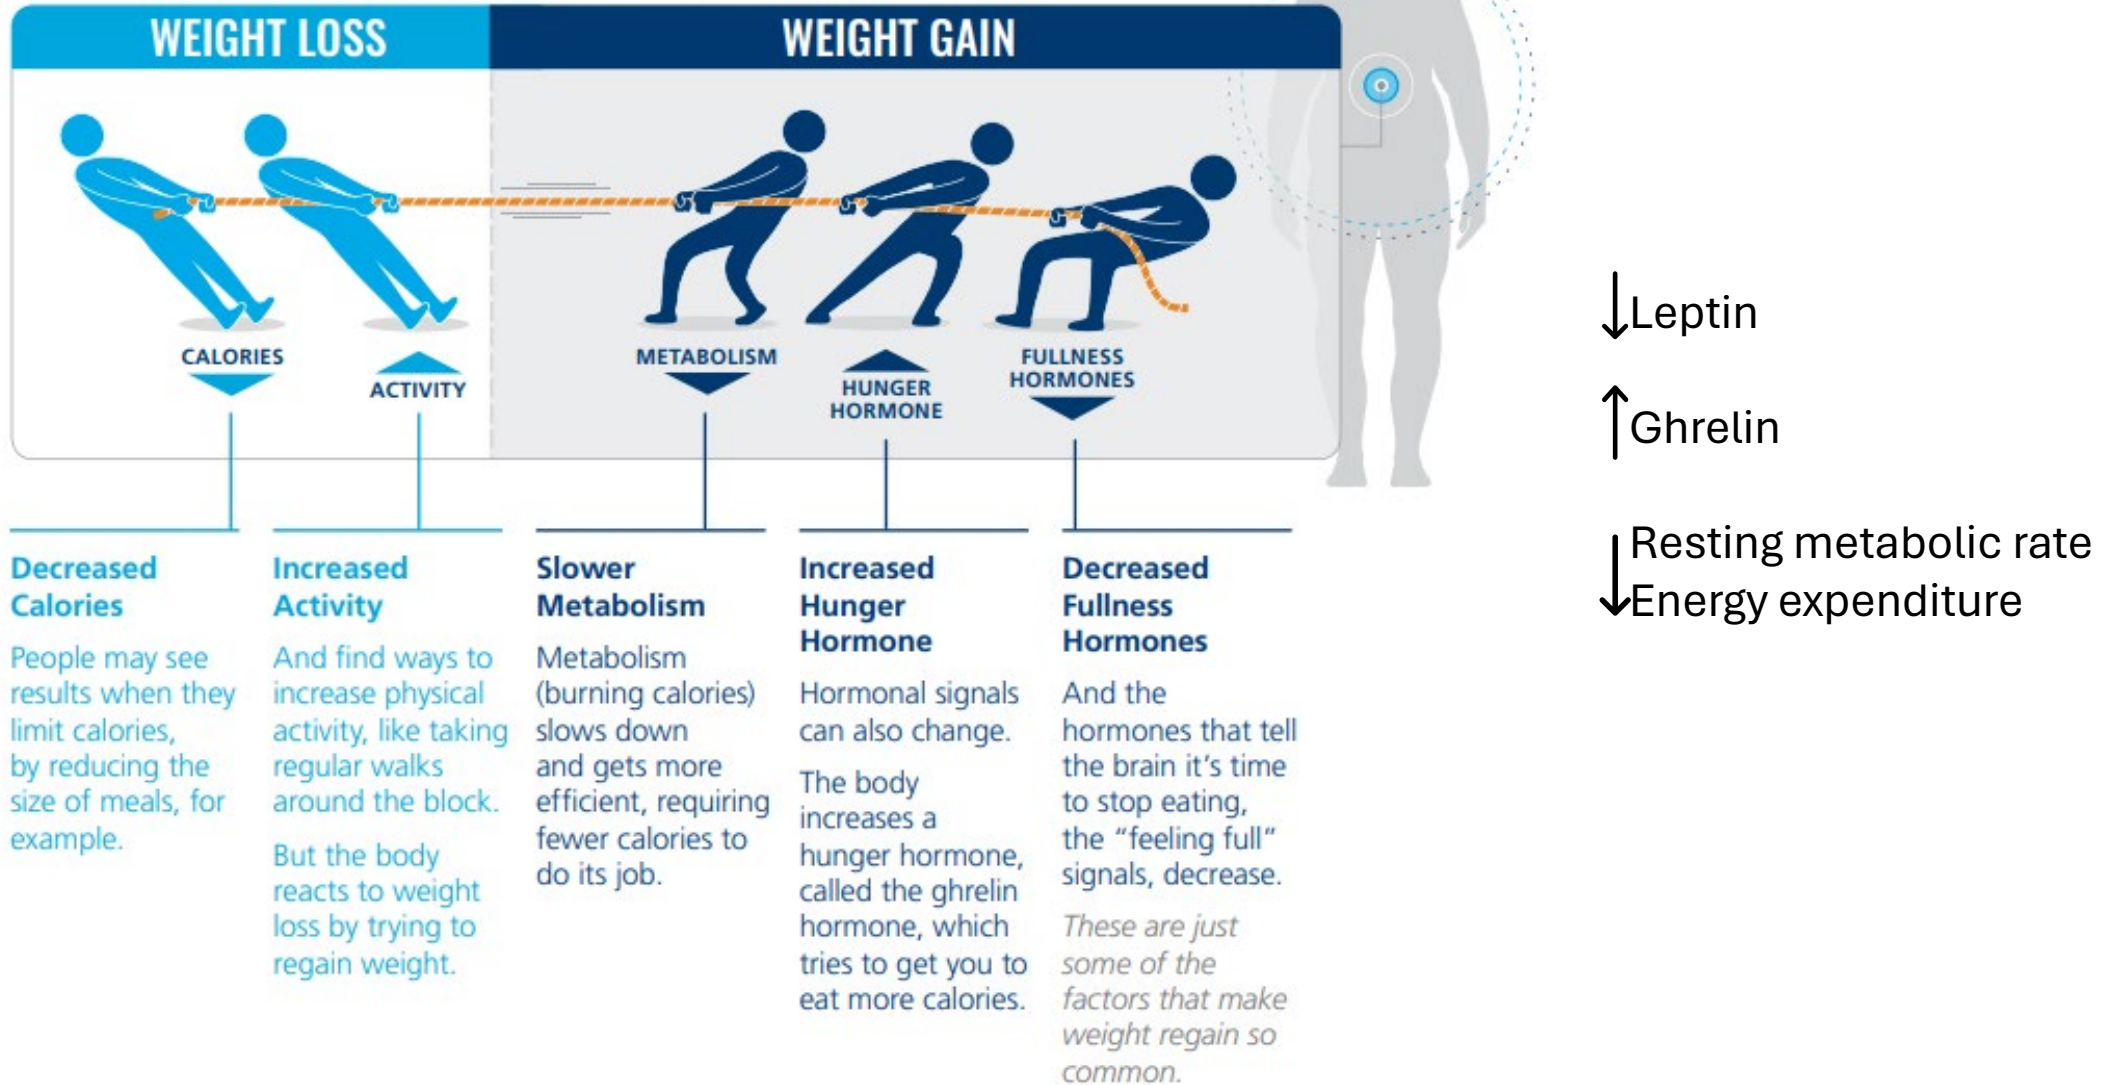 WEIGHT LOSS
WEIGHT GAIN
CALORIES
ACTIVITY
METABOLISM
HUNGER
HORMONE
FULLNESS
HORMONES
Decreased
Calories
People may see
results when they
limit calories,
by reducing the
size of meals, for
example.
Increased
Activity
And find ways to
increase physical
activity, like taking
regular walks
around the block.
But the body
reacts to weight
loss by trying to
regain weight.
Slower
Metabolism
Metabolism
(burning calories)
slows down
and gets more
efficient, requiring
fewer calories to
do its job.
Increased
Hunger
Hormone
Hormonal signals
can also change.
The body
increases a
hunger hormone,
called the ghrelin
hormone, which
tries to get you to
eat more calories.
Decreased
Fullness
Hormones
And the
hormones that tell
the brain it’s time
to stop eating,
the “feeling full”
signals, decrease.
These are just
some of the
factors that make
weight regain so
common.
Leptin
Ghrelin
Resting metabolic rate
Energy expenditure